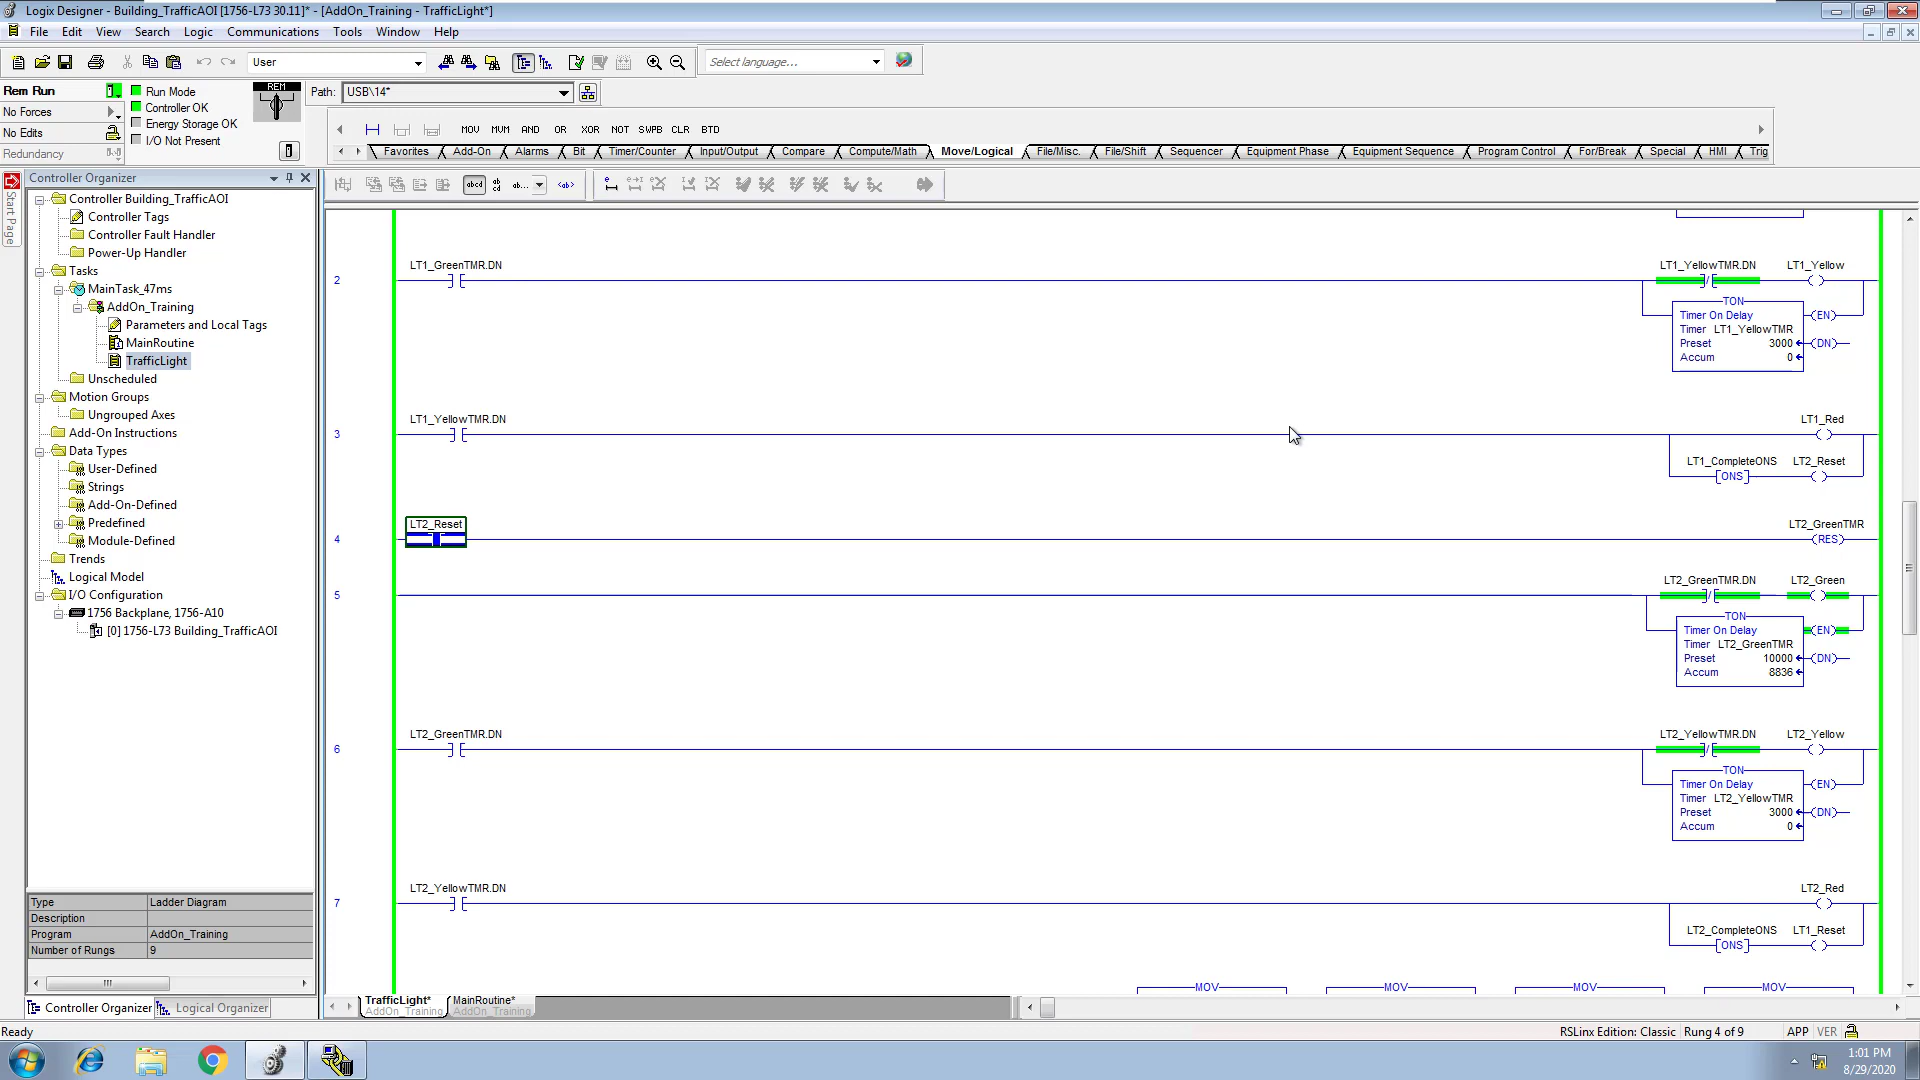 Logix Designer - Building_TrafficAOI [1756-L73 30.11]* - [AddOn_Training - TrafficLight*]
File Edit View Search Logic Communications Tools Window Help
User
Select language...
Rem Run
No Forces
No Edits
Redundancy
Run Mode
Controller OK
Energy Storage OK
I/O Not Present
REM
Path: USB\14*
MOV MVM AND OR XOR NOT SWPB CLR BTD
Favorites Add-On Alarms Bit Timer/Counter Input/Output Compare Compute/Math Move/Logical File/Misc. File/Shift Sequencer Equipment Phase Equipment Sequence Program Control For/Break Special HMI Trig
Start Page
Controller Organizer
Controller Building_TrafficAOI
Controller Tags
Controller Fault Handler
Power-Up Handler
Tasks
MainTask_47ms
AddOn_Training
Parameters and Local Tags
MainRoutine
TrafficLight
Unscheduled
Motion Groups
Ungrouped Axes
Add-On Instructions
Data Types
User-Defined
Strings
Add-On-Defined
Predefined
Module-Defined
Trends
Logical Model
I/O Configuration
1756 Backplane, 1756-A10
[0] 1756-L73 Building_TrafficAOI
Type Ladder Diagram
Description
Program AddOn_Training
Number of Rungs 9
Controller Organizer Logical Organizer
abcd ab cd ab... <ab>
2
LT1_GreenTMR.DN
LT1_YellowTMR.DN LT1_Yellow
TON
Timer On Delay EN
Timer LT1_YellowTMR
Preset 3000 DN
Accum 0
3
LT1_YellowTMR.DN
LT1_Red
LT1_CompleteONS LT2_Reset
ONS
4
LT2_Reset
LT2_GreenTMR
RES
5
LT2_GreenTMR.DN LT2_Green
TON
Timer On Delay EN
Timer LT2_GreenTMR
Preset 10000 DN
Accum 8836
6
LT2_GreenTMR.DN
LT2_YellowTMR.DN LT2_Yellow
TON
Timer On Delay EN
Timer LT2_YellowTMR
Preset 3000 DN
Accum 0
7
LT2_YellowTMR.DN
LT2_Red
LT2_CompleteONS LT1_Reset
ONS
MOV MOV MOV MOV
TrafficLight* MainRoutine*
AddOn_Training AddOn_Training
Ready
RSLinx Edition: Classic Rung 4 of 9 APP VER
1:01 PM
8/29/2020